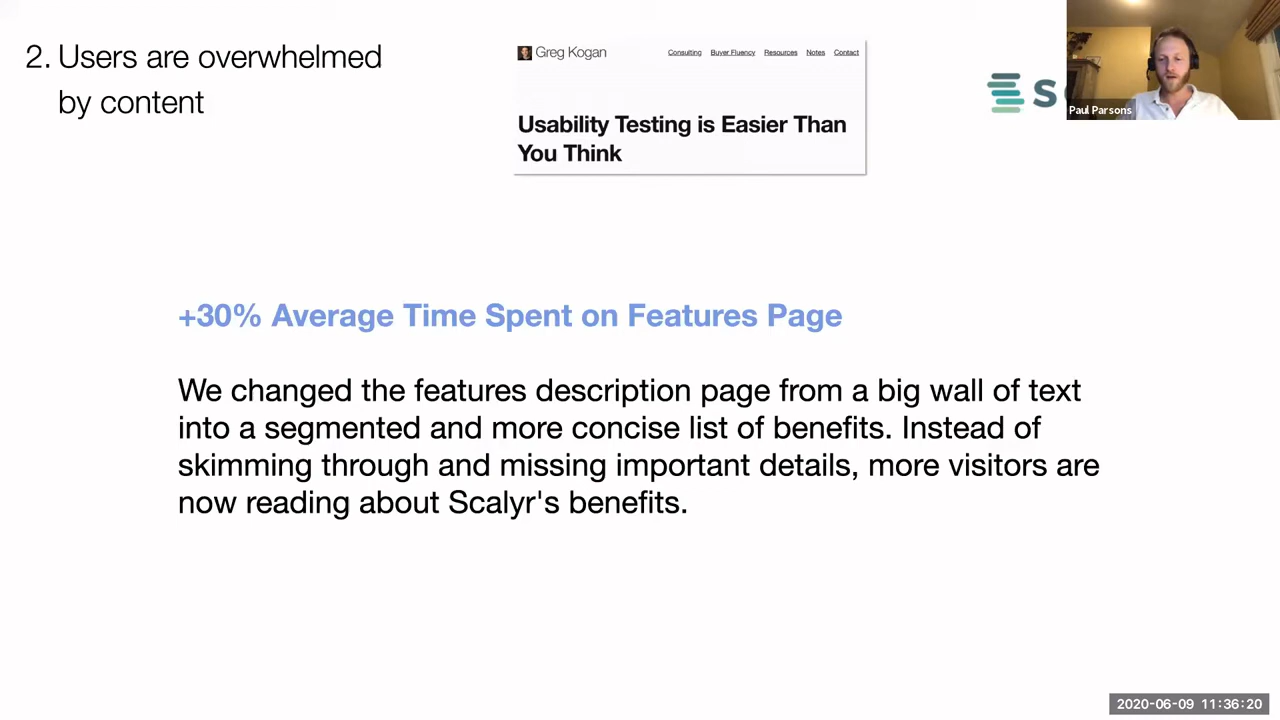 2. Users are overwhelmed
by content
Greg Kogan
Consulting Buyer Fluency Resources Notes Contact
Usability Testing is Easier Than
You Think
s
Paul Parsons
+30% Average Time Spent on Features Page
We changed the features description page from a big wall of text
into a segmented and more concise list of benefits. Instead of
skimming through and missing important details, more visitors are
now reading about Scalyr's benefits.
2020-06-09 11:36:20